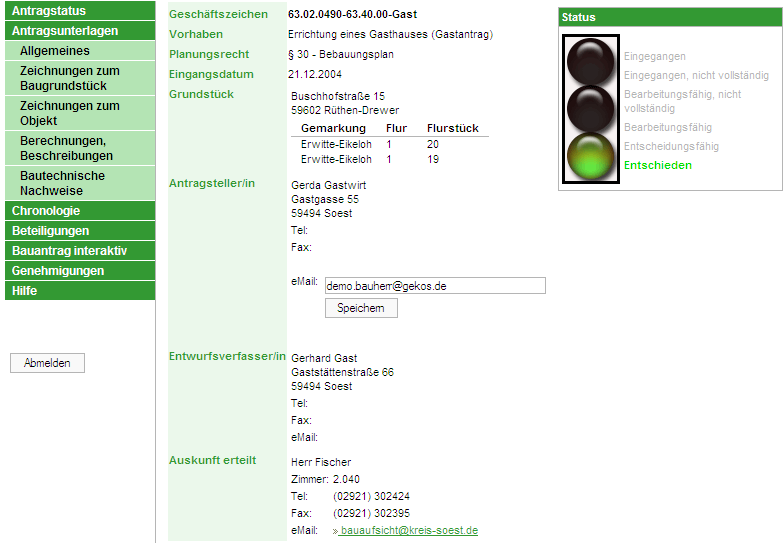 Antragstatus
Antragsunterlagen
Allgemeines
Zeichnungen zum
Baugrundstück
Zeichnungen zum
Objekt
Berechnungen,
Beschreibungen
Bautechnische
Nachweise
Chronologie
Beteiligungen
Bauantrag interaktiv
Genehmigungen
Hilfe
Abmelden
Geschäftszeichen 63.02.0490-63.40.00-Gast
Vorhaben Errichtung eines Gasthauses (Gastantrag)
Planungsrecht § 30 - Bebauungsplan
Eingangsdatum 21.12.2004
Grundstück Buschhofstraße 15
59602 Rüthen-Drewer
Gemarkung Flur Flurstück
Erwitte-Eikeloh 1 20
Erwitte-Eikeloh 1 19
Antragsteller/in Gerda Gastwirt
Gastgasse 55
59494 Soest
Tel:
Fax:
eMail: demo.bauherr@gekos.de
Speichern
Entwurfsverfasser/in Gerhard Gast
Gaststättenstraße 66
59494 Soest
Tel:
Fax:
eMail:
Auskunft erteilt Herr Fischer
Zimmer: 2.040
Tel: (02921) 302424
Fax: (02921) 302395
eMail: » bauaufsicht@kreis-soest.de
Status
Eingegangen
Eingegangen, nicht vollständig
Bearbeitungsfähig, nicht
vollständig
Bearbeitungsfähig
Entscheidungsfähig
Entschieden